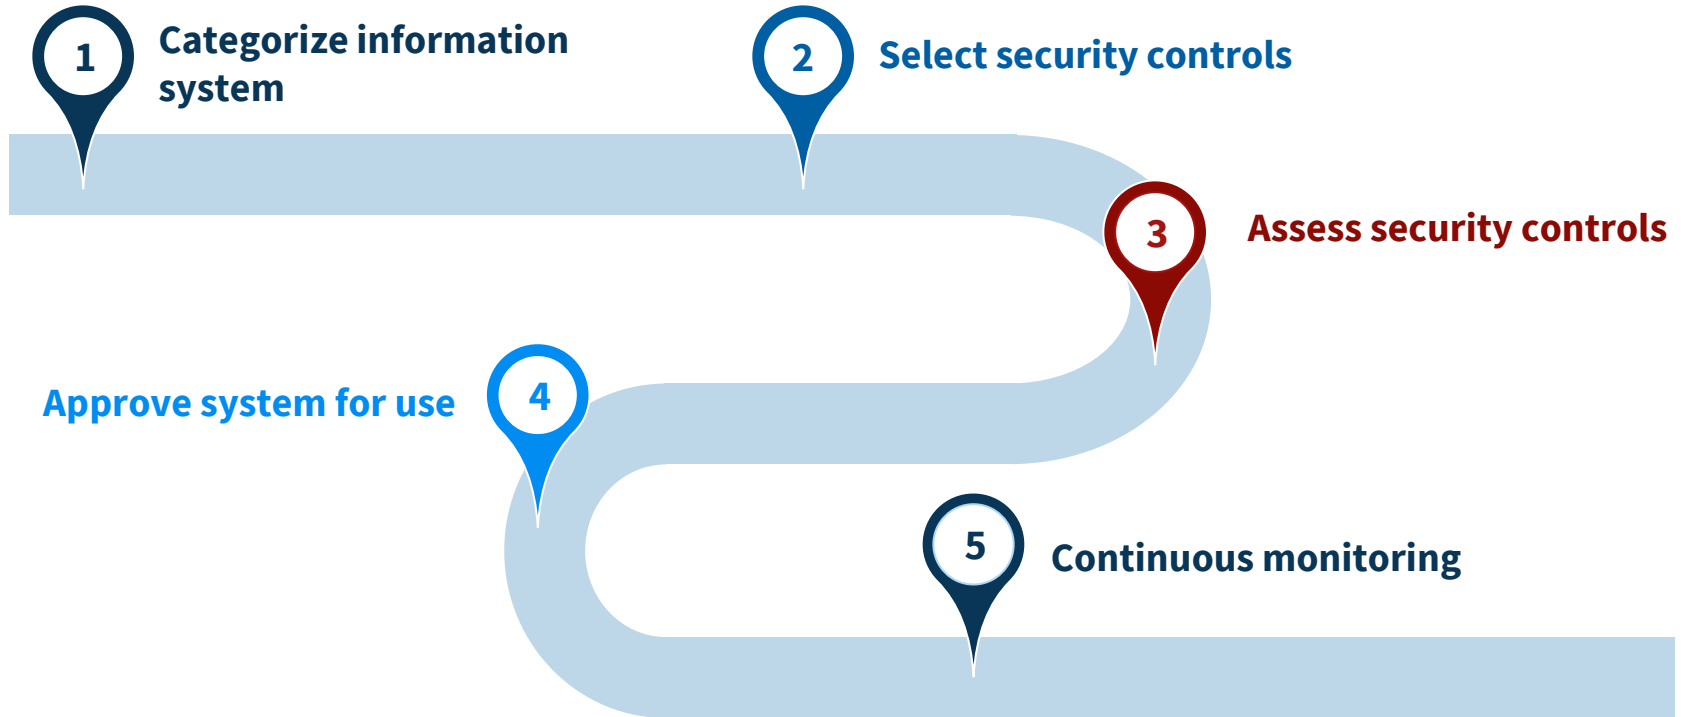 1
Categorize information
system
2
Select security controls
3
Assess security controls
4
Approve system for use
5
Continuous monitoring